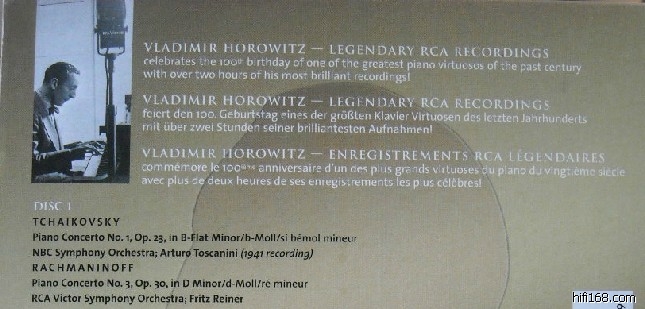 VLADIMIR HOROWITZ — LEGENDARY RCA RECORDINGS
celebrates the 100th birthday of one of the greatest piano virtuosos of the past century
with over two hours of his most brilliant recordings!
VLADIMIR HOROWITZ — LEGENDARY RCA RECORDINGS
feiert den 100. Geburtstag eines der größten Klavier Virtuosen des letzten Jahrhunderts
mit über zwei Stunden seiner brilliantesten Aufnahmen!
VLADIMIR HOROWITZ — ENREGISTREMENTS RCA LÉGENDAIRES
commémore le 100ème anniversaire d'un des plus grands virtuoses du piano du vingtième siècle
avec plus de deux heures de ses enregistrements les plus célèbres!
DISC 1
TCHAIKOVSKY
Piano Concerto No. 1, Op. 23, in B-Flat Minor/b-Moll/si bémol mineur
NBC Symphony Orchestra; Arturo Toscanini (1941 recording)
RACHMANINOFF
Piano Concerto No. 3, Op. 30, in D Minor/d-Moll/ré mineur
RCA Victor Symphony Orchestra; Fritz Reiner
hifi168.com